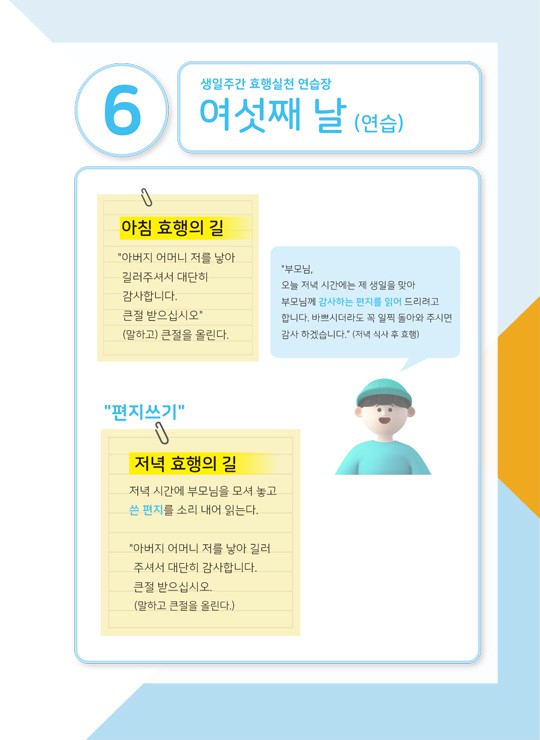 6
생일주간 효행실천 연습장
여섯째 날 (연습)
아침 효행의 길
"아버지 어머니 저를 낳아
길러주셔서 대단히
감사합니다.
큰절 받으십시오"
(말하고) 큰절을 올린다.
"부모님,
오늘 저녁 시간에는 제 생일을 맞아
부모님께 감사하는 편지를 읽어 드리려고
합니다. 바쁘시더라도 꼭 일찍 돌아와 주시면
감사 하겠습니다." (저녁 식사 후 효행)
"편지쓰기"
저녁 효행의 길
저녁 시간에 부모님을 모셔 놓고
쓴 편지를 소리 내어 읽는다.
"아버지 어머니 저를 낳아 길러
주셔서 대단히 감사합니다.
큰절 받으십시오.
(말하고 큰절을 올린다.)